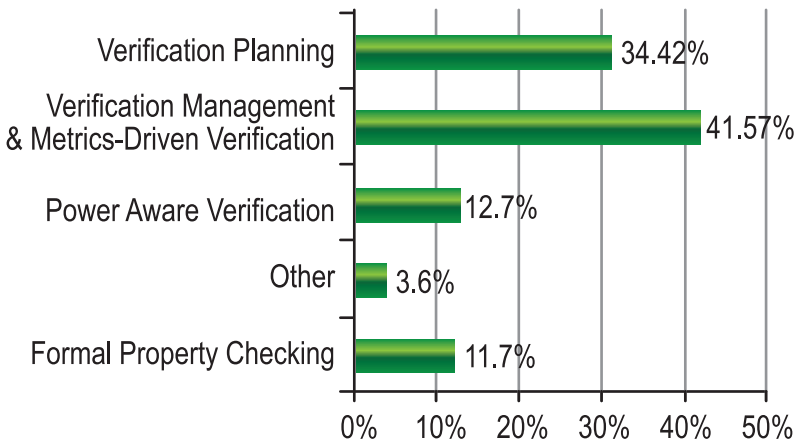 Verification Planning
34.42%
Verification Management
& Metrics-Driven Verification
41.57%
Power Aware Verification
12.7%
Other
3.6%
Formal Property Checking
11.7%
0% 10% 20% 30% 40% 50%